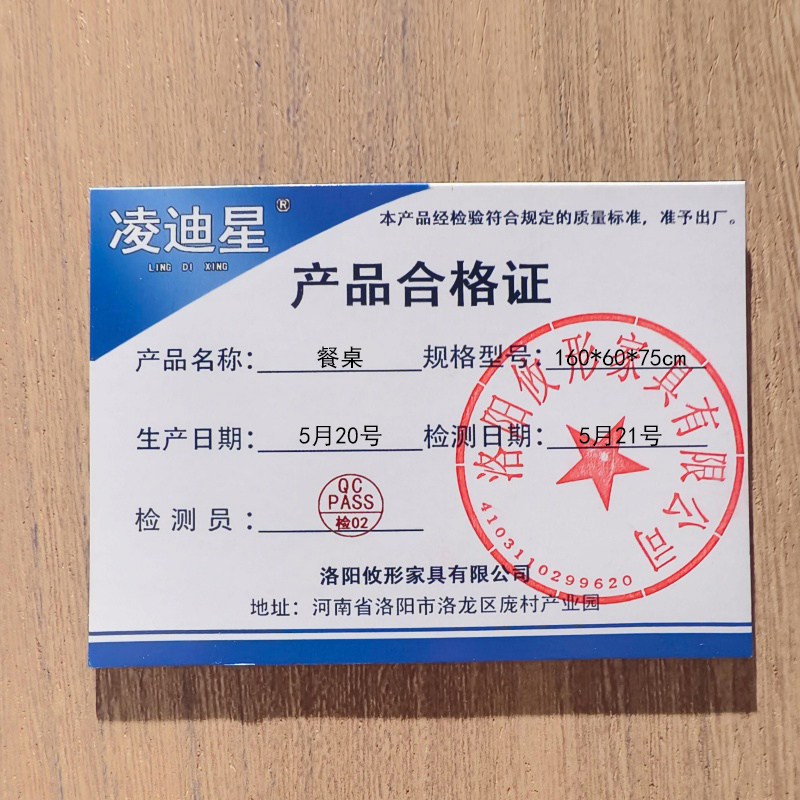 凌迪星®
LING DI XING
本产品经检验符合规定的质量标准，准予出厂。
产品合格证
产品名称：餐桌 规格型号：160*60*75cm
生产日期：5月20号 检测日期：5月21号
检测员：
QC
PASS
检02
洛阳攸形家具有限公司
4103110299620
洛阳攸形家具有限公司
地址：河南省洛阳市洛龙区庞村产业园